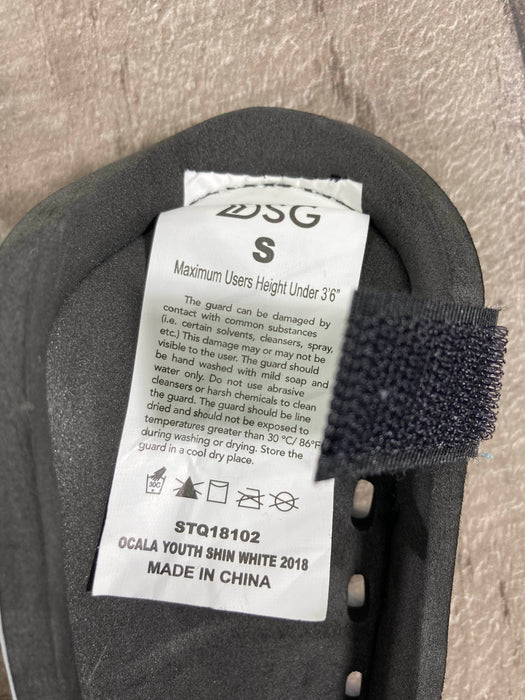 DSG
S
Maximum Users Height Under 3'6"
The guard can be damaged by
contact with common substances
(i.e. certain solvents, cleansers, spray,
etc.) This damage may or may not be
visible to the user. The guard should
be hand washed with mild soap and
water only. Do not use abrasive
cleansers or harsh chemicals to clean
the guard. The guard should be line
dried and should not be exposed to
temperatures greater than 30 °C/ 86°F
during washing or drying. Store the
guard in a cool dry place.
30C
STQ18102
OCALA YOUTH SHIN WHITE 2018
MADE IN CHINA